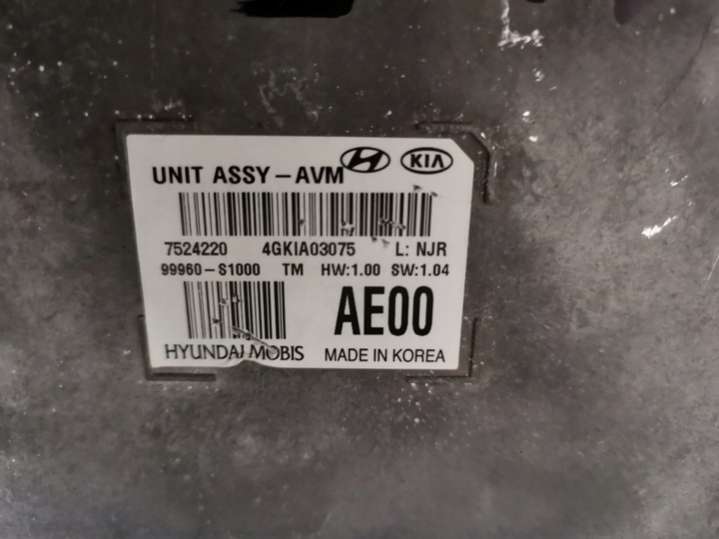 UNIT ASSY-AVM KIA
7524220 4GKIA03075 L: NJR
99960-S1000 TM HW:1.00 SW:1.04
AE00
HYUNDAI MOBIS MADE IN KOREA